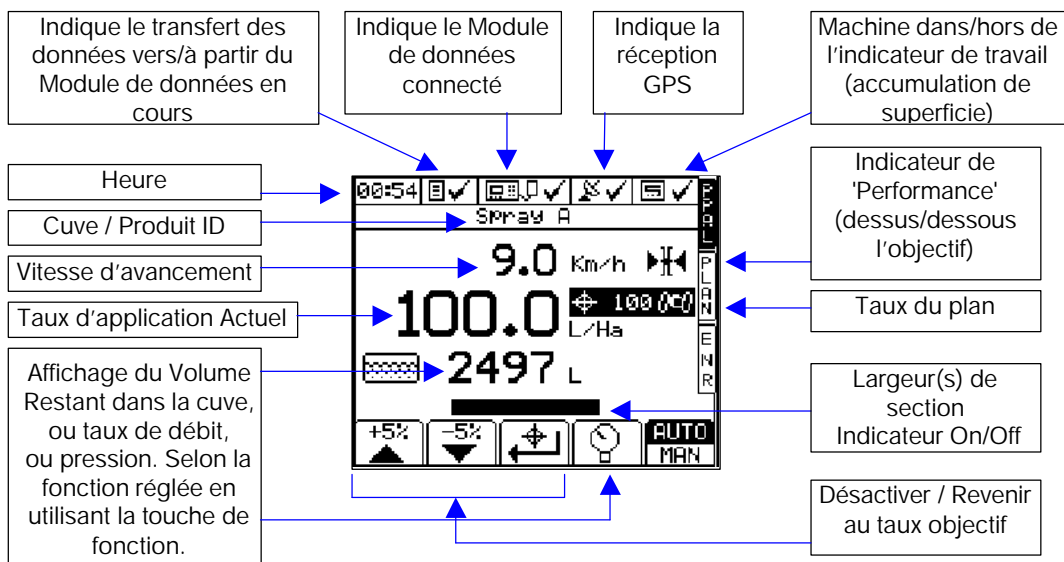 Indique le transfert des
données vers/à partir du
Module de données en
cours
Indique le Module
de données
connecté
Indique la
réception
GPS
Machine dans/hors de
l'indicateur de travail
(accumulation de
superficie)
Heure
Cuve / Produit ID
Vitesse d'avancement
Taux d'application Actuel
Affichage du Volume
Restant dans la cuve,
ou taux de débit,
ou pression. Selon la
fonction réglée en
utilisant la touche de
fonction.
00:54
Spray A
9.0 Km/h
100.0
100
L/Ha
2497 L
+5%
-5%
AUTO
MAN
PPAL
PLAN
ENR
Indicateur de
'Performance'
(dessus/dessous
l'objectif)
Taux du plan
Largeur(s) de
section
Indicateur On/Off
Désactiver / Revenir
au taux objectif